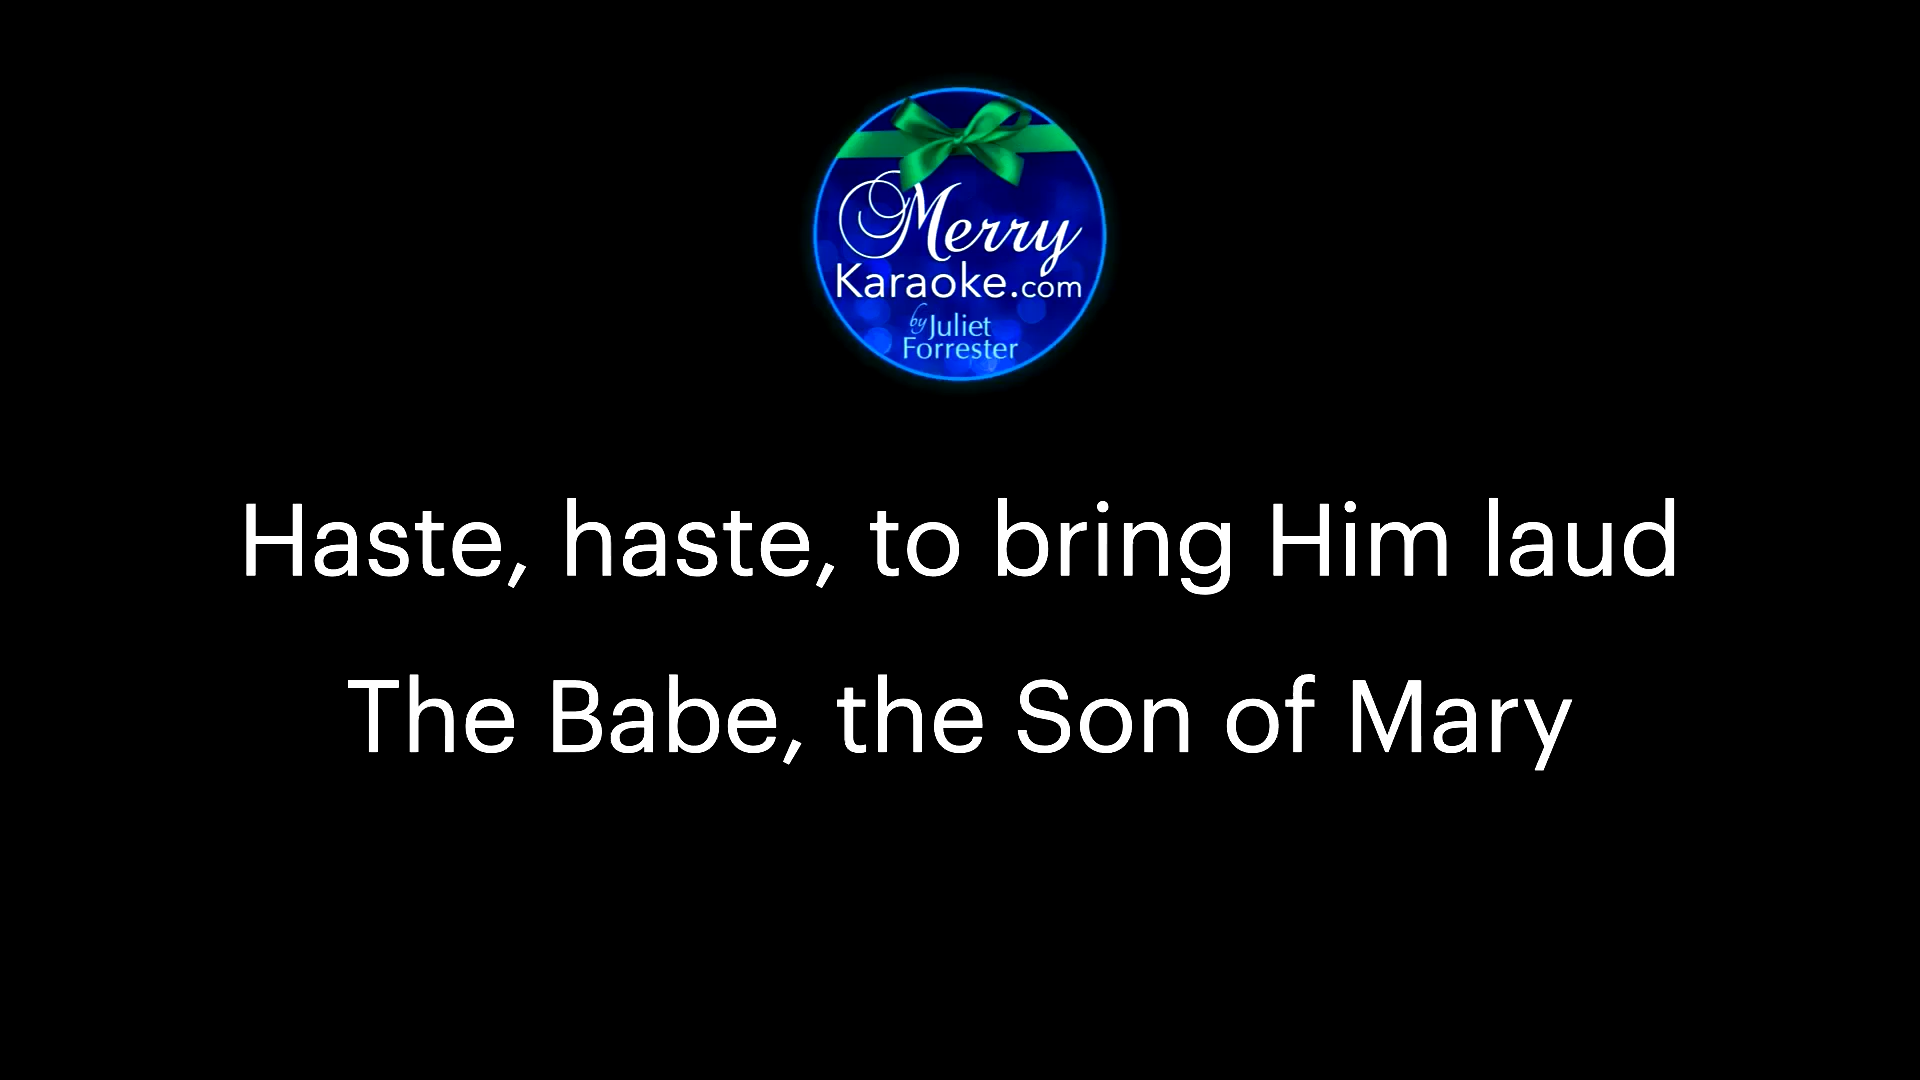 Merry
Karaoke.com
by Juliet
Forrester
Haste, haste, to bring Him laud
The Babe, the Son of Mary